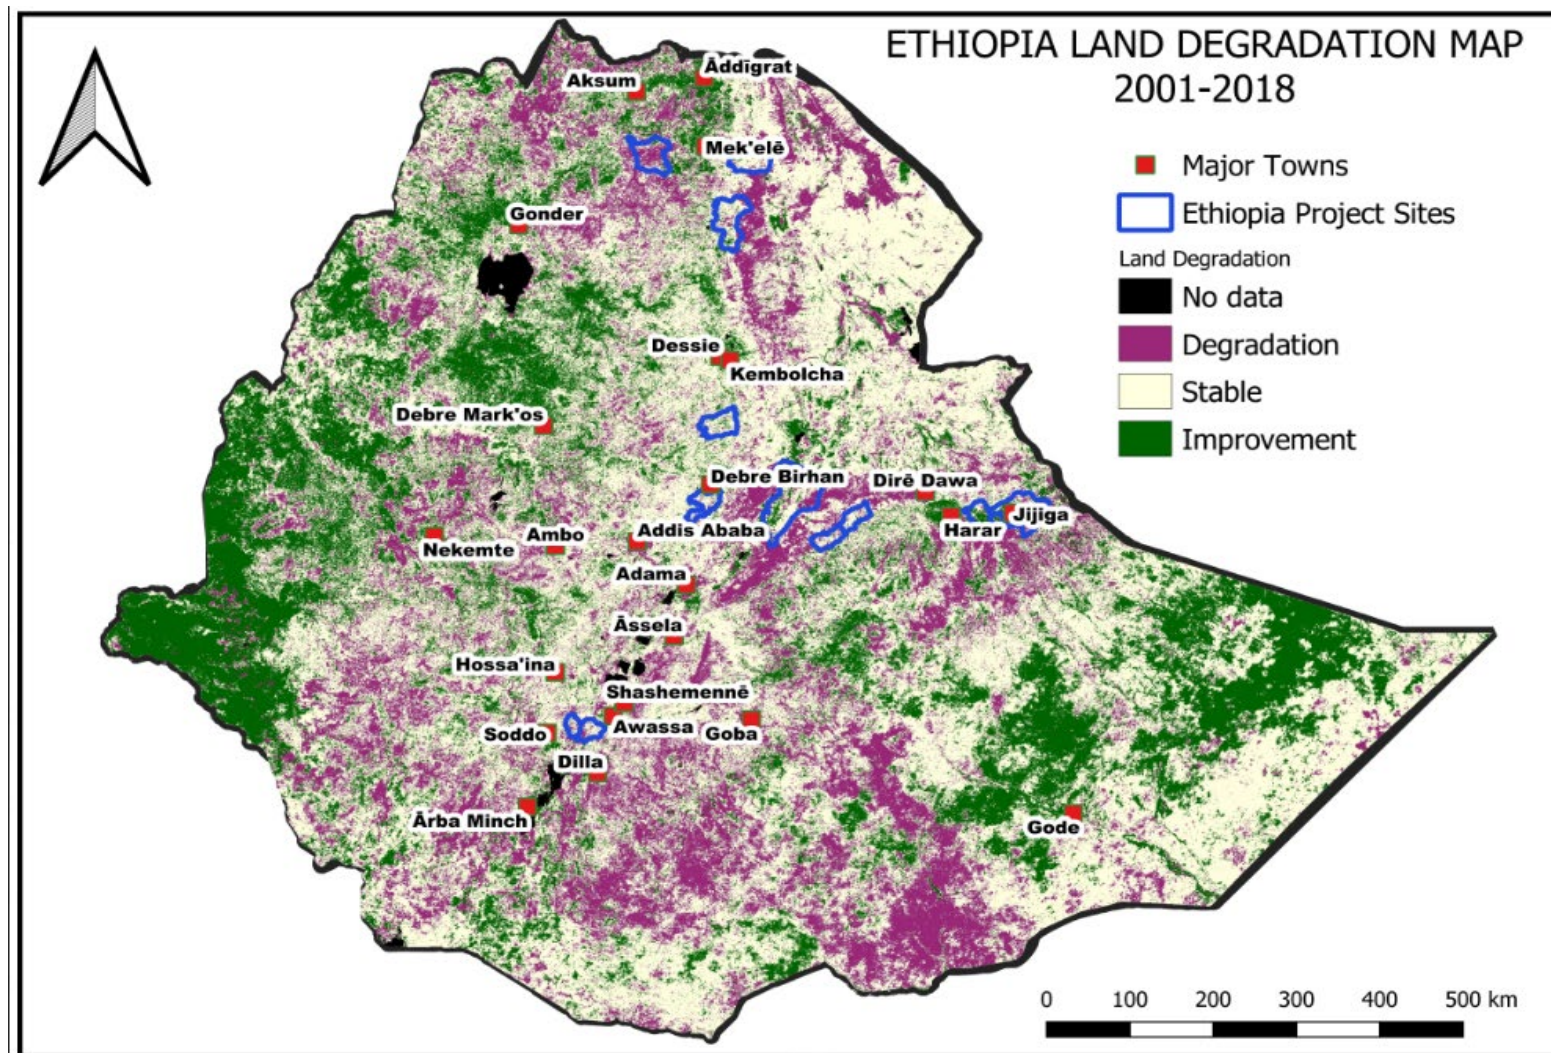 ETHIOPIA LAND DEGRADATION MAP
2001-2018
Major Towns
Ethiopia Project Sites
Land Degradation
No data
Degradation
Stable
Improvement
Āddīgrat
Aksum
Mek'elē
Gonder
Dessie
Kembolcha
Debre Mark'os
Debre Birhan
Dirē Dawa
Jijiga
Harar
Addis Ababa
Ambo
Nekemte
Adama
Āssela
Hossa'ina
Shashemennē
Awassa
Goba
Soddo
Dilla
Ārba Minch
Gode
0 100 200 300 400 500 km